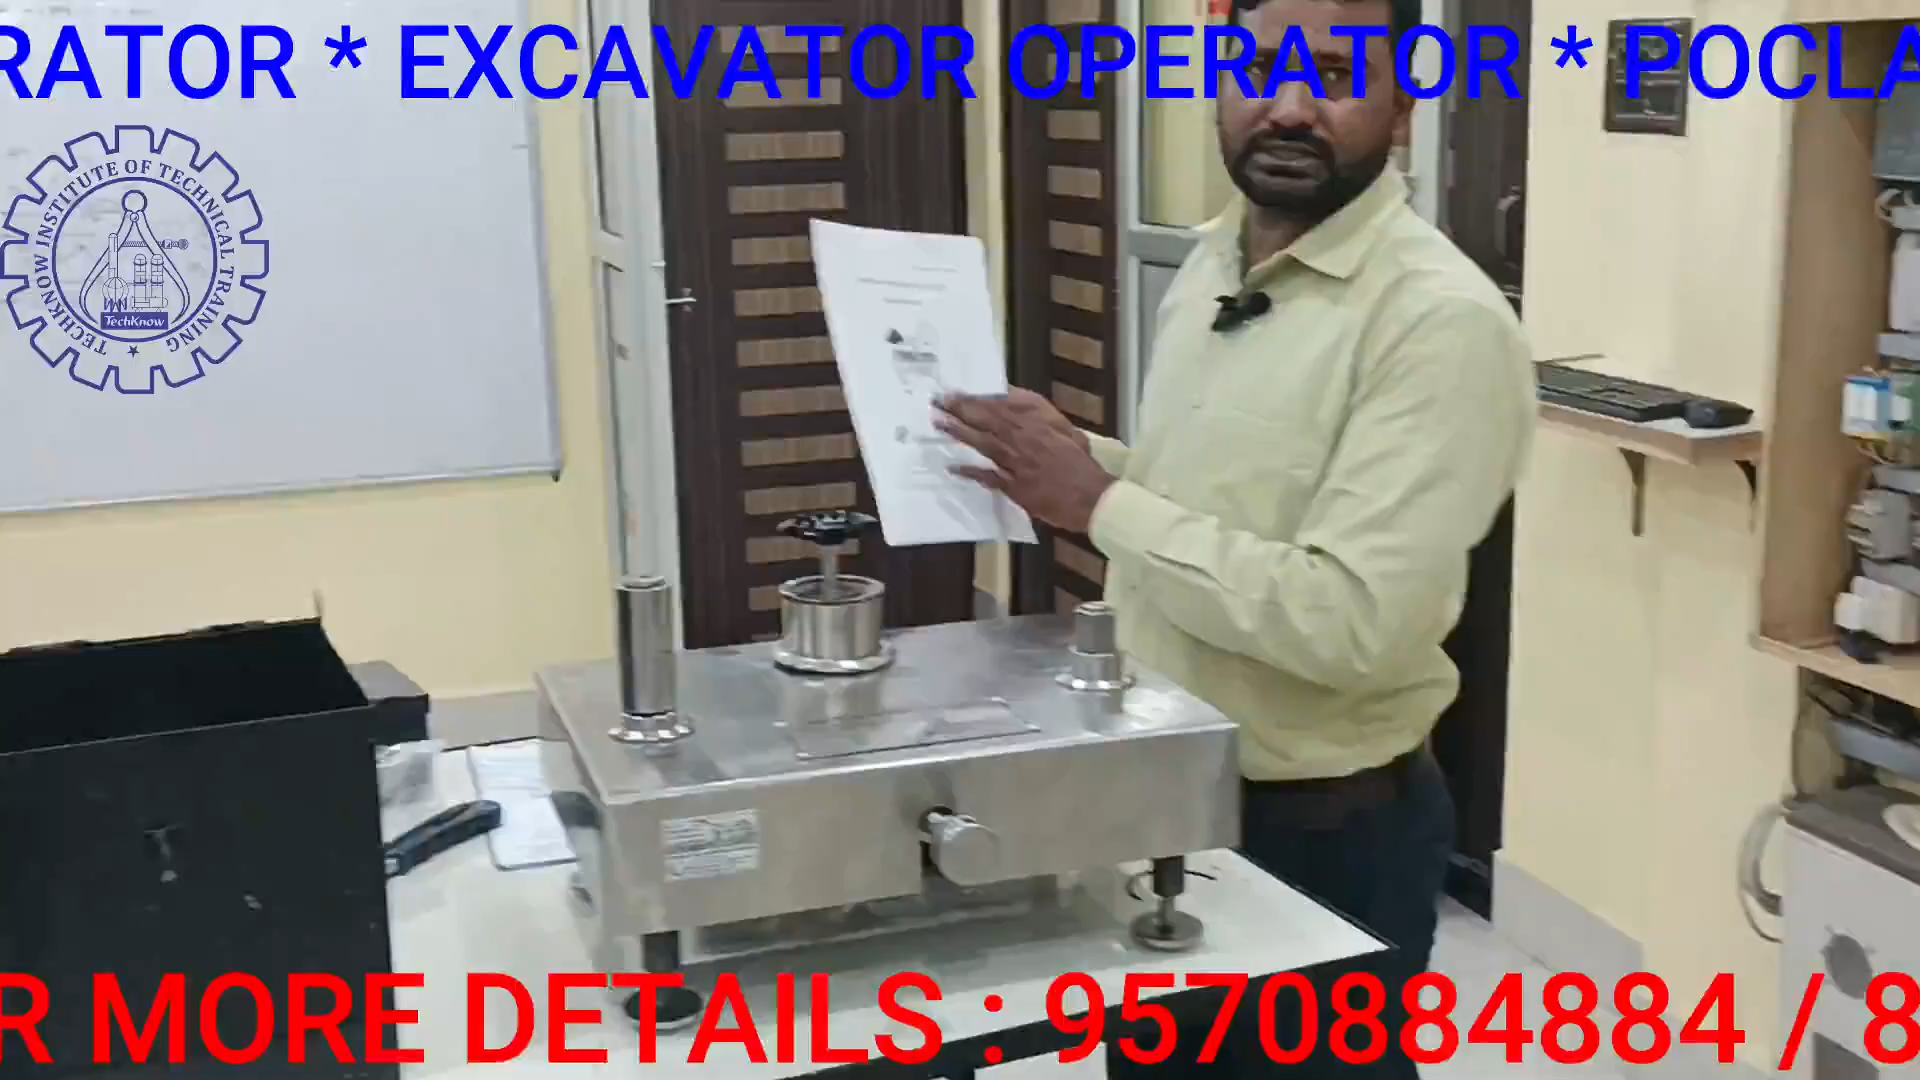 RATOR * EXCAVATOR OPERATOR * POCLA
TECHKNOW INSTITUTE OF TECHNICAL TRAINING
TechKnow
R MORE DETAILS : 9570884884 / 8